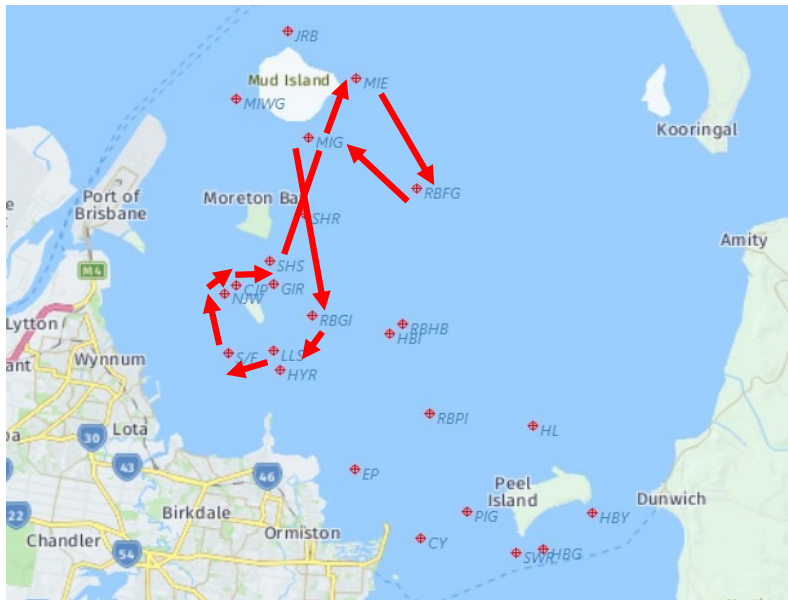 JRB
Mud Island
MIE
MIWG
Kooringal
MIG
Port of
Brisbane
RBFG
Moreton Ba
SHR
Amity
SHS
M4
CJP
GIR
NJW
RBGI
Lytton
RBHB
HBI
Wynnum
S/F
LLS
HYR
RBPI
HL
Lota
30
43
46
EP
Peel
Island
Dunwich
22
Birkdale
PIG
HBY
Chandler
Ormiston
CY
54
SWR
HBG